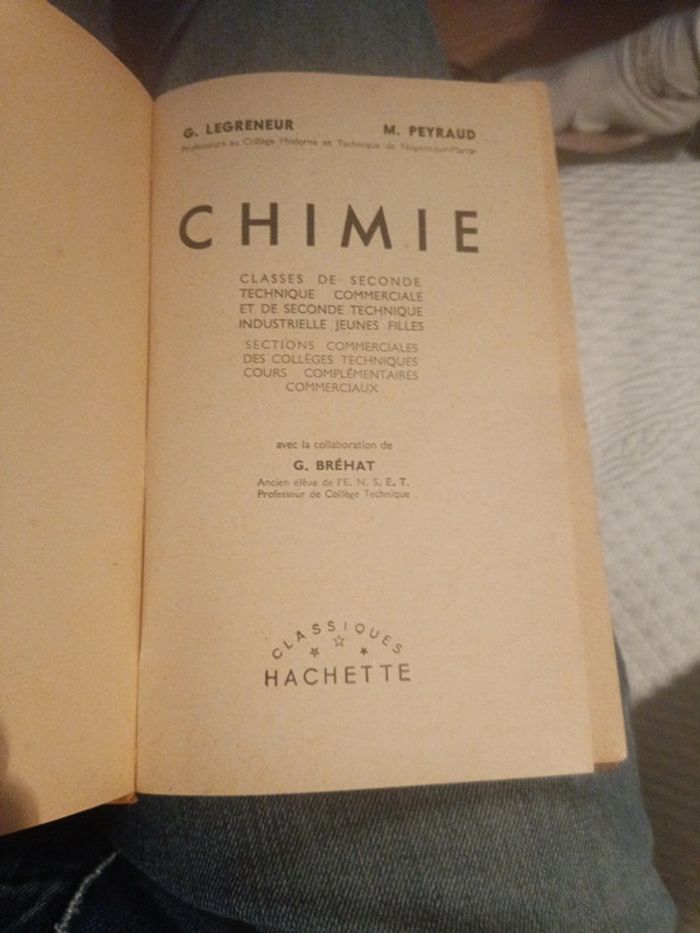 G. LEGRENEUR M. PEYRAUD
Professeurs au Collège Moderne et Technique de Nogent-sur-Marne
CHIMIE
CLASSES DE SECONDE
TECHNIQUE COMMERCIALE
ET DE SECONDE TECHNIQUE
INDUSTRIELLE JEUNES FILLES
SECTIONS COMMERCIALES
DES COLLÈGES TECHNIQUES
COURS COMPLÉMENTAIRES
COMMERCIAUX
avec la collaboration de
G. BRÉHAT
Ancien élève de l'E. N. S. E. T.
Professeur de Collège Technique
CLASSIQUES
HACHETTE